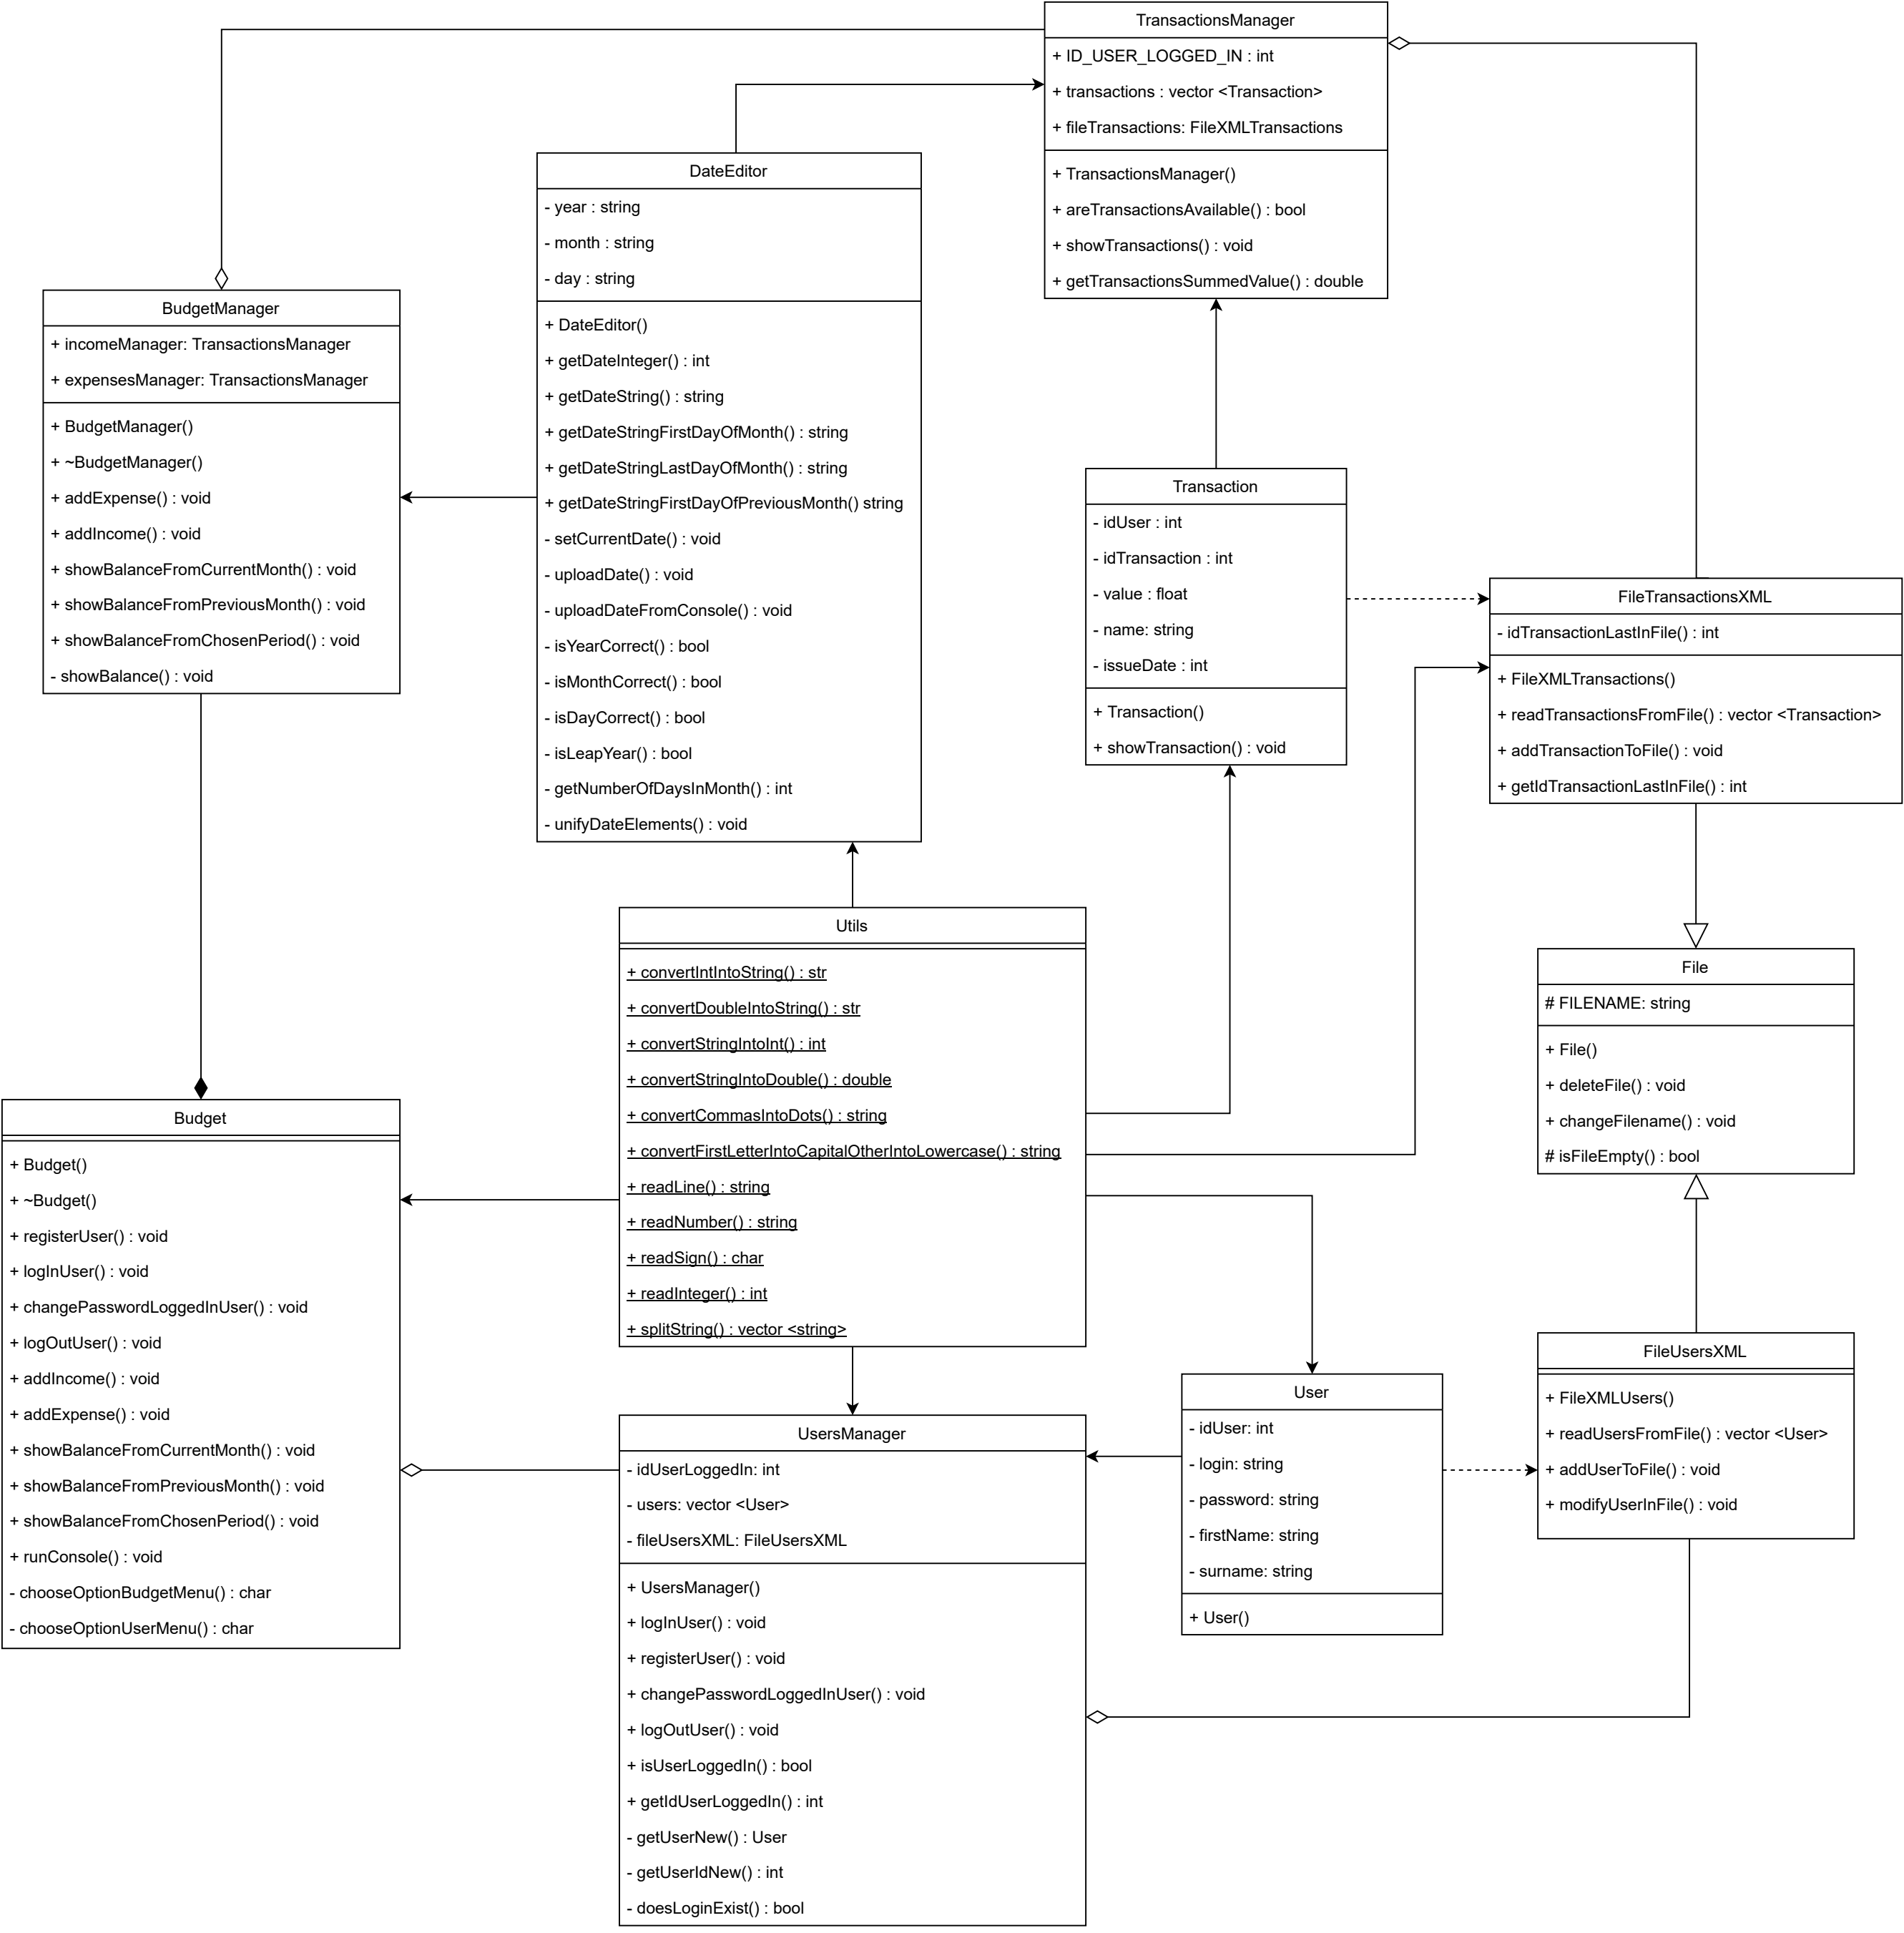 TransactionsManager
+ ID_USER_LOGGED_IN : int
+ transactions : vector <Transaction>
+ fileTransactions: FileXMLTransactions
+ TransactionsManager()
+ areTransactionsAvailable() : bool
+ showTransactions() : void
+ getTransactionsSummedValue() : double
DateEditor
- year : string
- month : string
- day : string
+ DateEditor()
+ getDateInteger() : int
+ getDateString() : string
+ getDateStringFirstDayOfMonth() : string
+ getDateStringLastDayOfMonth() : string
+ getDateStringFirstDayOfPreviousMonth() string
- setCurrentDate() : void
- uploadDate() : void
- uploadDateFromConsole() : void
- isYearCorrect() : bool
- isMonthCorrect() : bool
- isDayCorrect() : bool
- isLeapYear() : bool
- getNumberOfDaysInMonth() : int
- unifyDateElements() : void
BudgetManager
+ incomeManager: TransactionsManager
+ expensesManager: TransactionsManager
+ BudgetManager()
+ ~BudgetManager()
+ addExpense() : void
+ addIncome() : void
+ showBalanceFromCurrentMonth() : void
+ showBalanceFromPreviousMonth() : void
+ showBalanceFromChosenPeriod() : void
- showBalance() : void
Transaction
- idUser : int
- idTransaction : int
- value : float
- name: string
- issueDate : int
+ Transaction()
+ showTransaction() : void
FileTransactionsXML
- idTransactionLastInFile() : int
+ FileXMLTransactions()
+ readTransactionsFromFile() : vector <Transaction>
+ addTransactionToFile() : void
+ getIdTransactionLastInFile() : int
Utils
+ convertIntIntoString() : str
+ convertDoubleIntoString() : str
+ convertStringIntoInt() : int
+ convertStringIntoDouble() : double
+ convertCommasIntoDots() : string
+ convertFirstLetterIntoCapitalOtherIntoLowercase() : string
+ readLine() : string
+ readNumber() : string
+ readSign() : char
+ readInteger() : int
+ splitString() : vector <string>
File
# FILENAME: string
+ File()
+ deleteFile() : void
+ changeFilename() : void
# isFileEmpty() : bool
Budget
+ Budget()
+ ~Budget()
+ registerUser() : void
+ logInUser() : void
+ changePasswordLoggedInUser() : void
+ logOutUser() : void
+ addIncome() : void
+ addExpense() : void
+ showBalanceFromCurrentMonth() : void
+ showBalanceFromPreviousMonth() : void
+ showBalanceFromChosenPeriod() : void
+ runConsole() : void
- chooseOptionBudgetMenu() : char
- chooseOptionUserMenu() : char
UsersManager
- idUserLoggedIn: int
- users: vector <User>
- fileUsersXML: FileUsersXML
+ UsersManager()
+ logInUser() : void
+ registerUser() : void
+ changePasswordLoggedInUser() : void
+ logOutUser() : void
+ isUserLoggedIn() : bool
+ getIdUserLoggedIn() : int
- getUserNew() : User
- getUserIdNew() : int
- doesLoginExist() : bool
User
- idUser: int
- login: string
- password: string
- firstName: string
- surname: string
+ User()
FileUsersXML
+ FileXMLUsers()
+ readUsersFromFile() : vector <User>
+ addUserToFile() : void
+ modifyUserInFile() : void